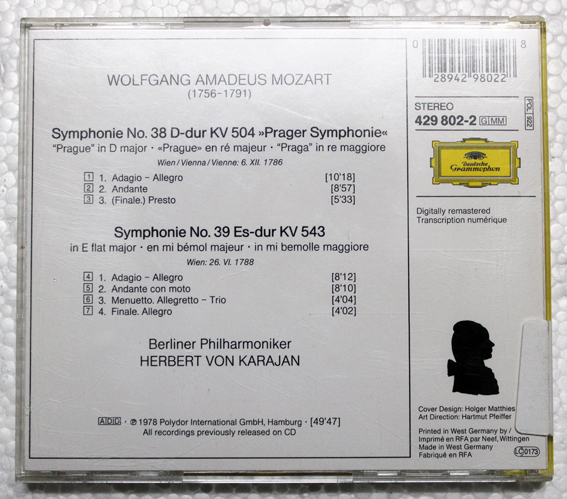 WOLFGANG AMADEUS MOZART
(1756–1791)
Symphonie No. 38 D-dur KV 504 »Prager Symphonie«
"Prague" in D major · «Prague» en ré majeur · "Praga" in re maggiore
Wien / Vienna / Vienne: 6. XII. 1786
1 1. Adagio – Allegro [10'18]
2 2. Andante [8'57]
3 3. (Finale.) Presto [5'33]
Symphonie No. 39 Es-dur KV 543
in E flat major · en mi bémol majeur · in mi bemolle maggiore
Wien: 26. VI. 1788
4 1. Adagio – Allegro [8'12]
5 2. Andante con moto [8'10]
6 3. Menuetto. Allegretto – Trio [4'04]
7 4. Finale. Allegro [4'02]
Berliner Philharmoniker
HERBERT VON KARAJAN
ADD · ℗ 1978 Polydor International GmbH, Hamburg · [49'47]
All recordings previously released on CD
0 28942 98022 8
POL 922
STEREO
429 802-2 GIMM
Deutsche
Grammophon
Digitally remastered
Transcription numérique
Cover Design: Holger Matthies
Art Direction: Hartmut Pfeiffer
Printed in West Germany by /
Imprimé en RFA par Neef, Wittingen
Made in West Germany
Fabriqué en RFA
LC 0173